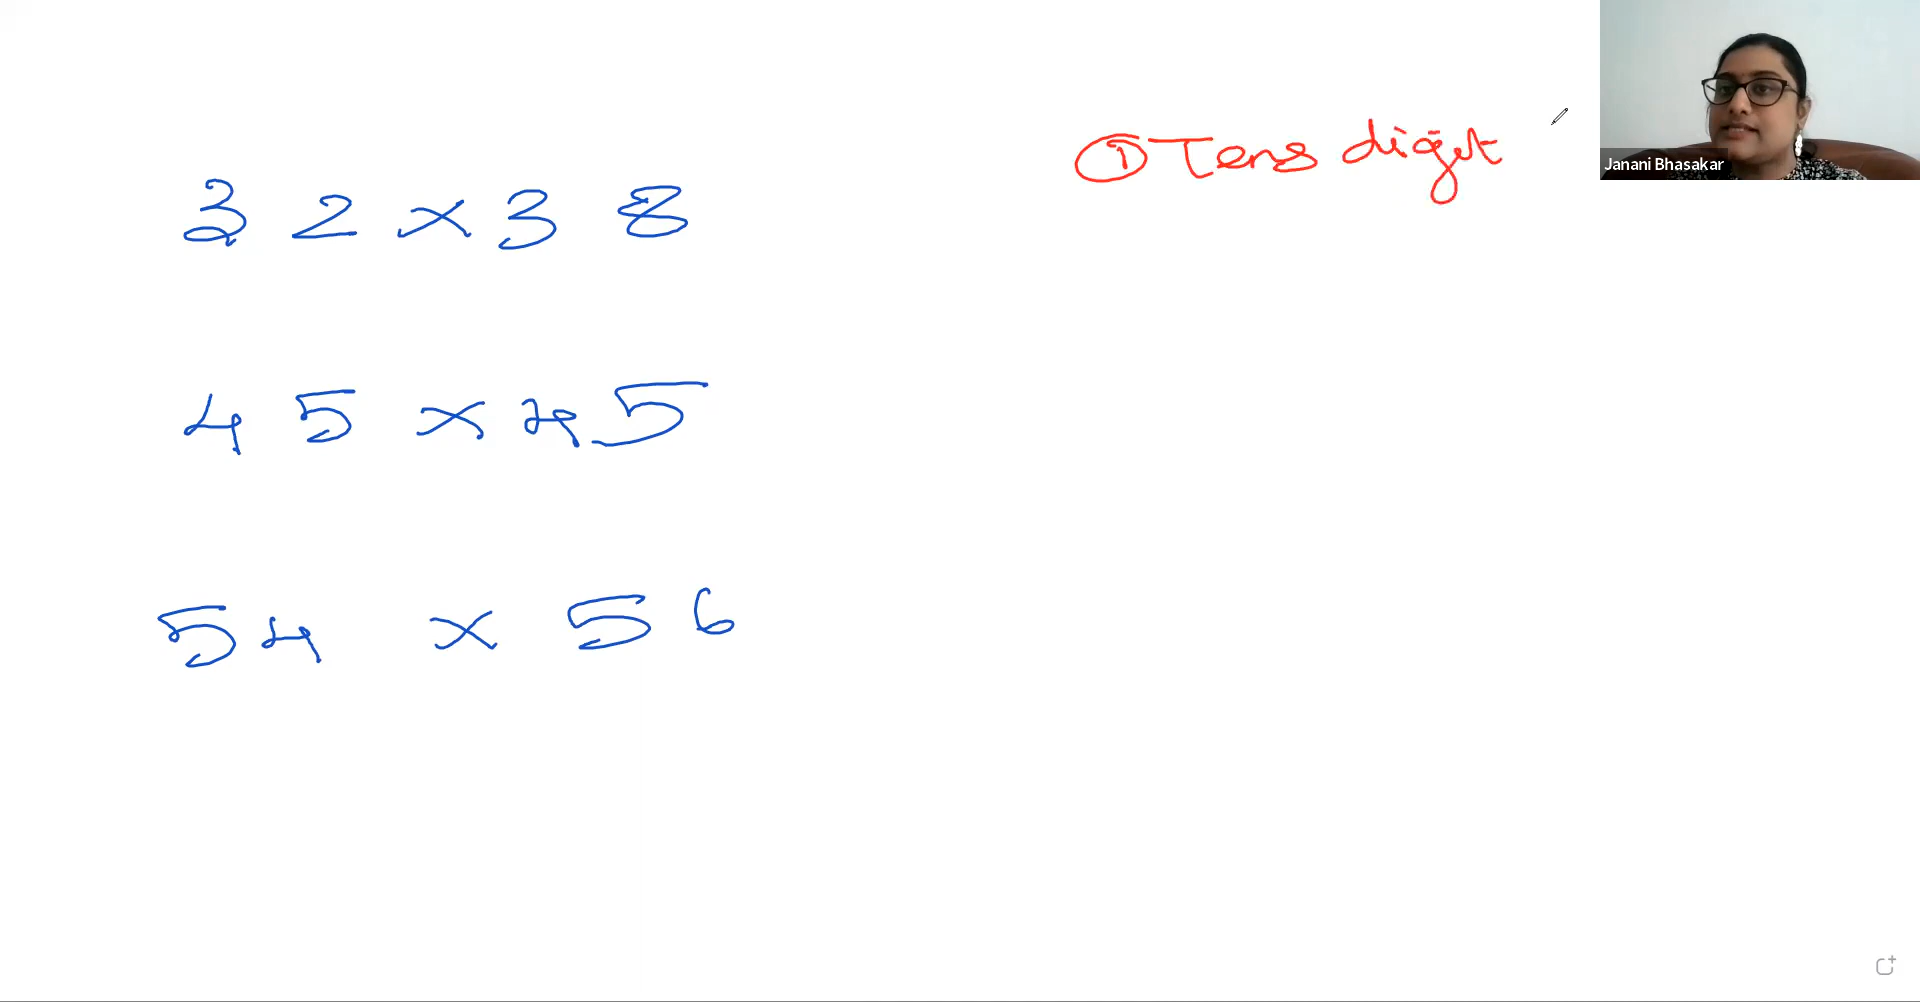 ① Tens digit
Janani Bhasakar
32 × 38
45 × 45
54 × 56